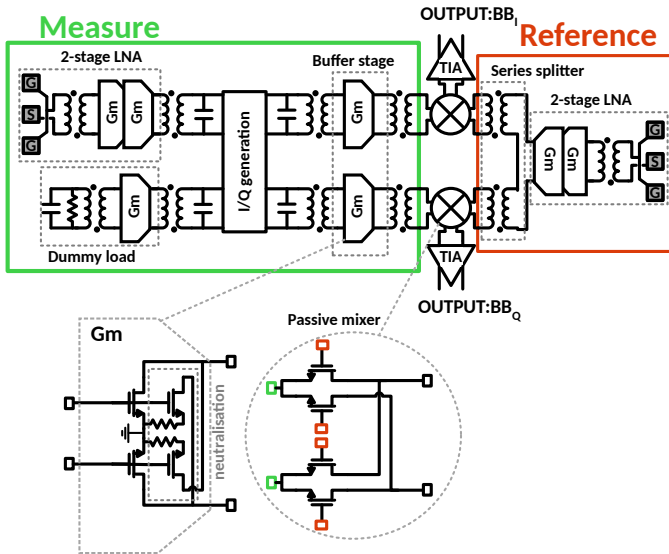 OUTPUT:BB_I
Measure
Reference
2-stage LNA
Buffer stage
TIA
Series splitter
2-stage LNA
G
S
G
Gm
Gm
Gm
I/Q generation
Gm
Gm
G
S
G
Gm
Gm
Dummy load
TIA
OUTPUT:BB_Q
Gm
Passive mixer
neutralisation